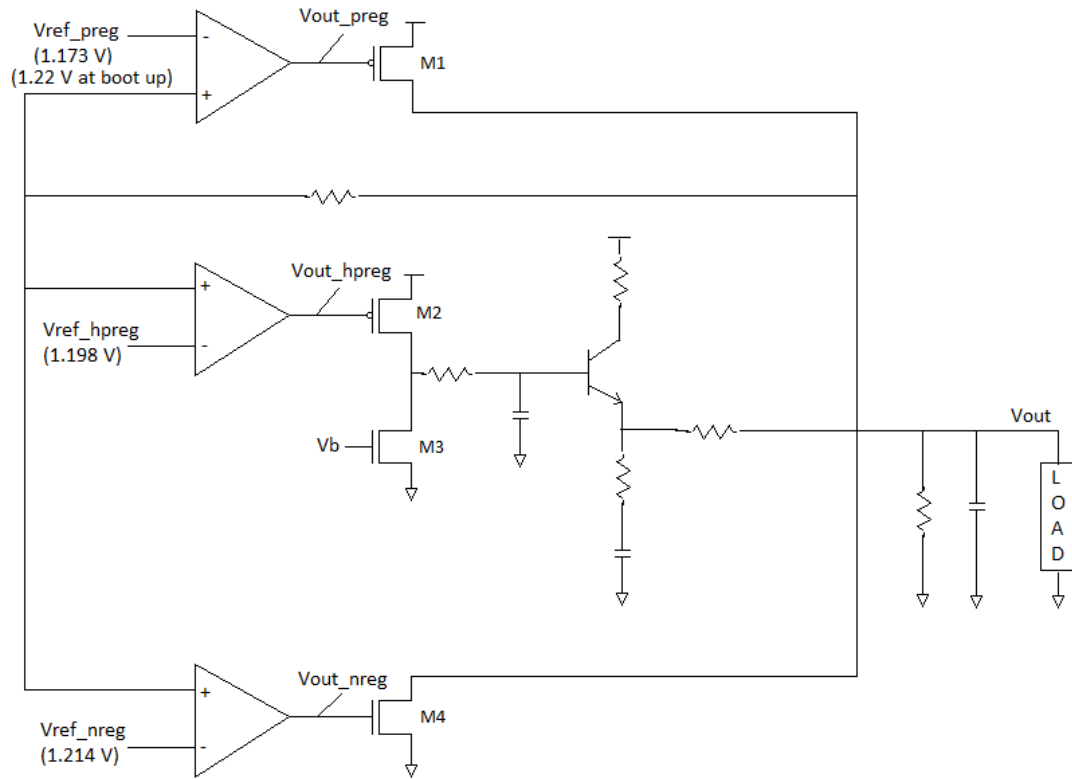 Vref_preg
(1.173 V)
(1.22 V at boot up)
-
+
Vout_preg
M1
Vout_hpreg
+
-
Vref_hpreg
(1.198 V)
M2
Vb
M3
Vout
L
O
A
D
Vout_nreg
+
-
Vref_nreg
(1.214 V)
M4